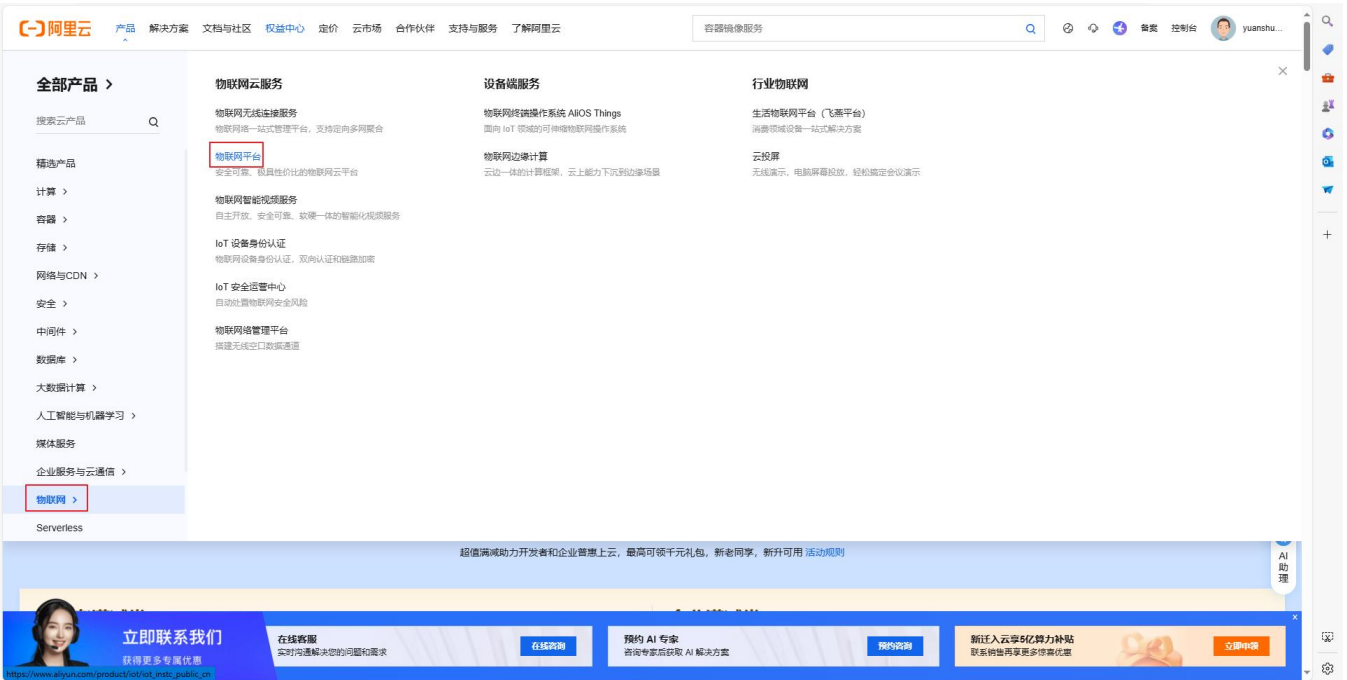 阿里云 产品 解决方案 文档与社区 权益中心 定价 云市场 合作伙伴 支持与服务 了解阿里云 容器镜像服务 备案 控制台 yuanshu...
全部产品 >
搜索云产品
精选产品
计算 >
容器 >
存储 >
网络与CDN >
安全 >
中间件 >
数据库 >
大数据计算 >
人工智能与机器学习 >
媒体服务
企业服务与云通信 >
物联网 >
Serverless
物联网云服务
物联网无线连接服务
物联网络一站式管理平台，支持定向多网聚合
物联网平台
安全可靠、极具性价比的物联网云平台
物联网智能视频服务
自主开放、安全可靠、软硬一体的智能化视频服务
IoT 设备身份认证
物联网设备身份认证、双向认证和链路加密
IoT 安全运营中心
自动处置物联网安全风险
物联网络管理平台
搭建无线空口数据通道
设备端服务
物联网终端操作系统 AliOS Things
面向 IoT 领域的可伸缩物联网操作系统
物联网边缘计算
云边一体的计算框架，云上能力下沉到边缘场景
行业物联网
生活物联网平台（飞燕平台）
消费领域设备一站式解决方案
云投屏
无线演示，电脑屏幕投放，轻松搞定会议演示
超值满减助力开发者和企业普惠上云，最高可领千元礼包，新老同享，新升可用 活动规则
AI
助
理
立即联系我们
获得更多专属优惠
在线客服
实时沟通解决您的问题和需求
在线咨询
预约 AI 专家
咨询专家后获取 AI 解决方案
预约咨询
新迁入云享5亿算力补贴
联系销售再享更多惊喜优惠
立即申领
https://www.aliyun.com/product/iot/iot_instc_public_cn